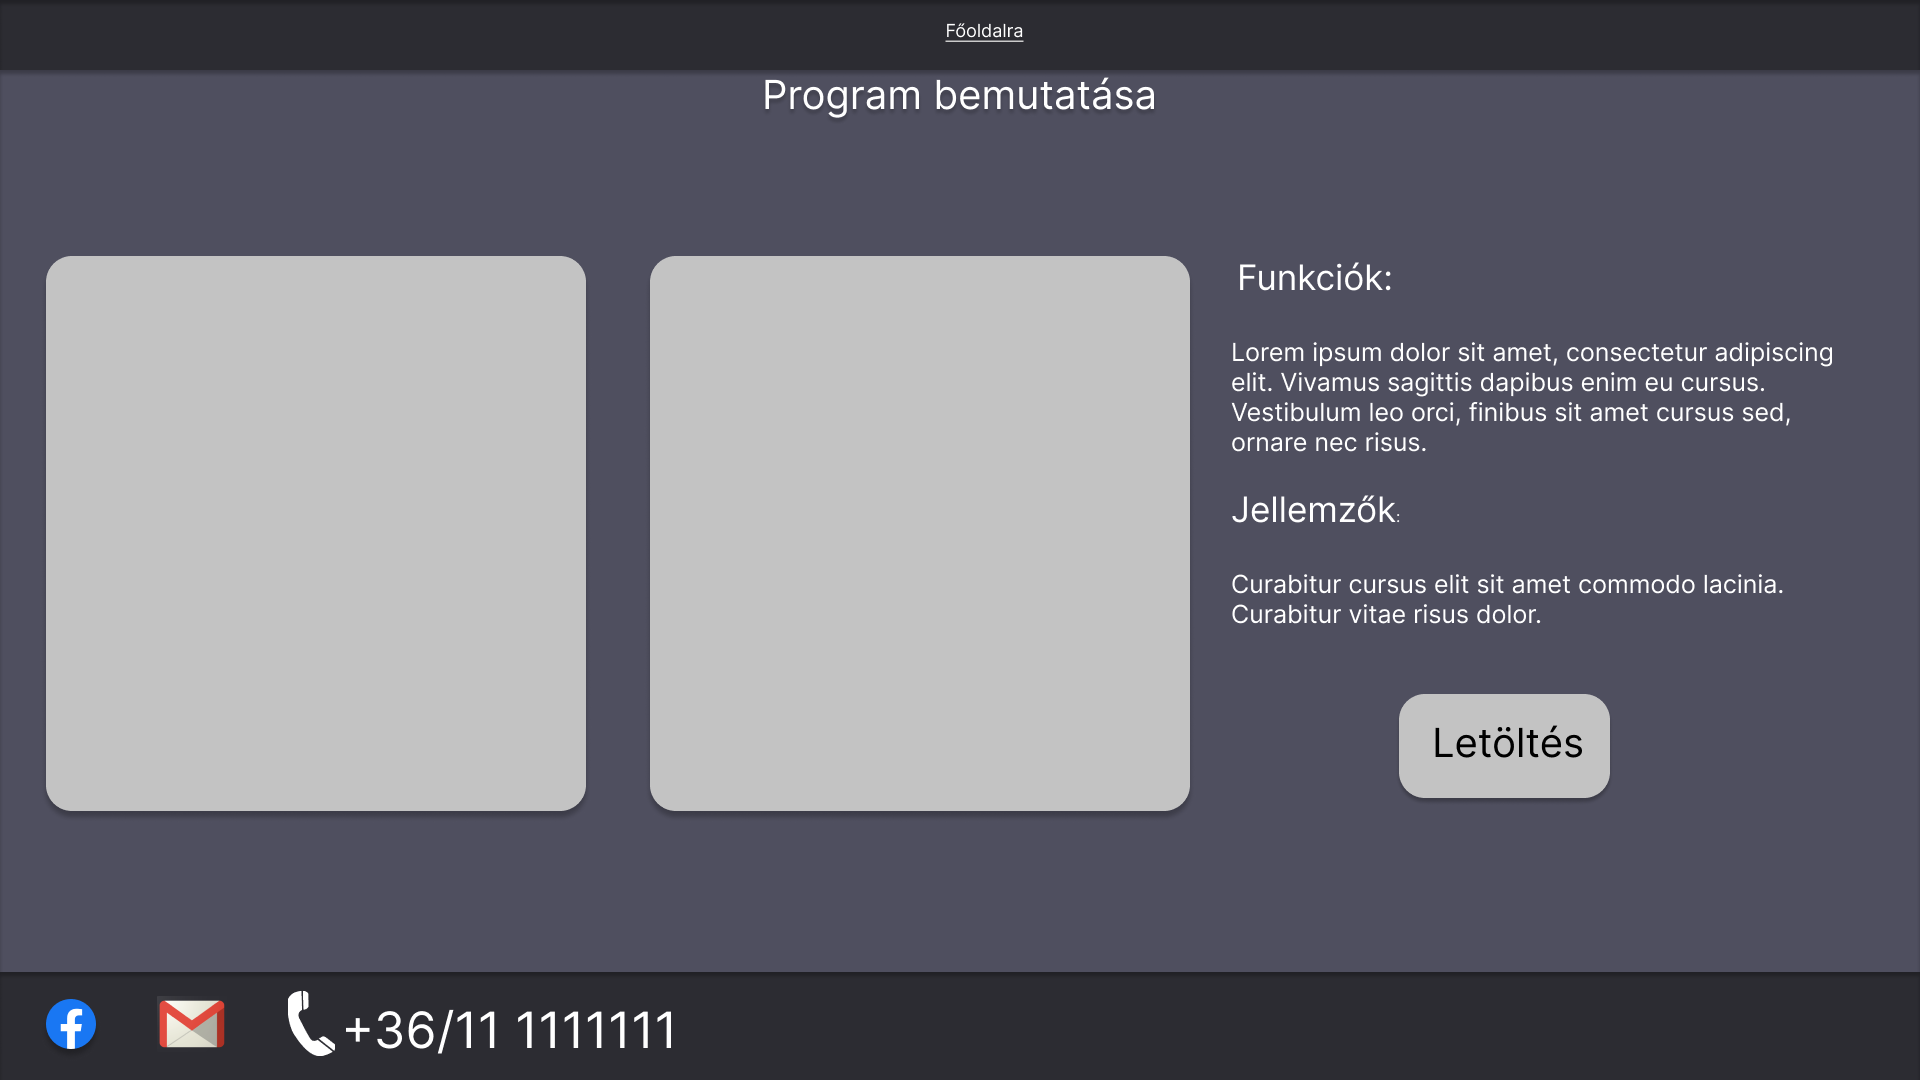 Főoldalra
Program bemutatása
Funkciók:
Lorem ipsum dolor sit amet, consectetur adipiscing
elit. Vivamus sagittis dapibus enim eu cursus.
Vestibulum leo orci, finibus sit amet cursus sed,
ornare nec risus.
Jellemzők:
Curabitur cursus elit sit amet commodo lacinia.
Curabitur vitae risus dolor.
Letöltés
+36/11 1111111